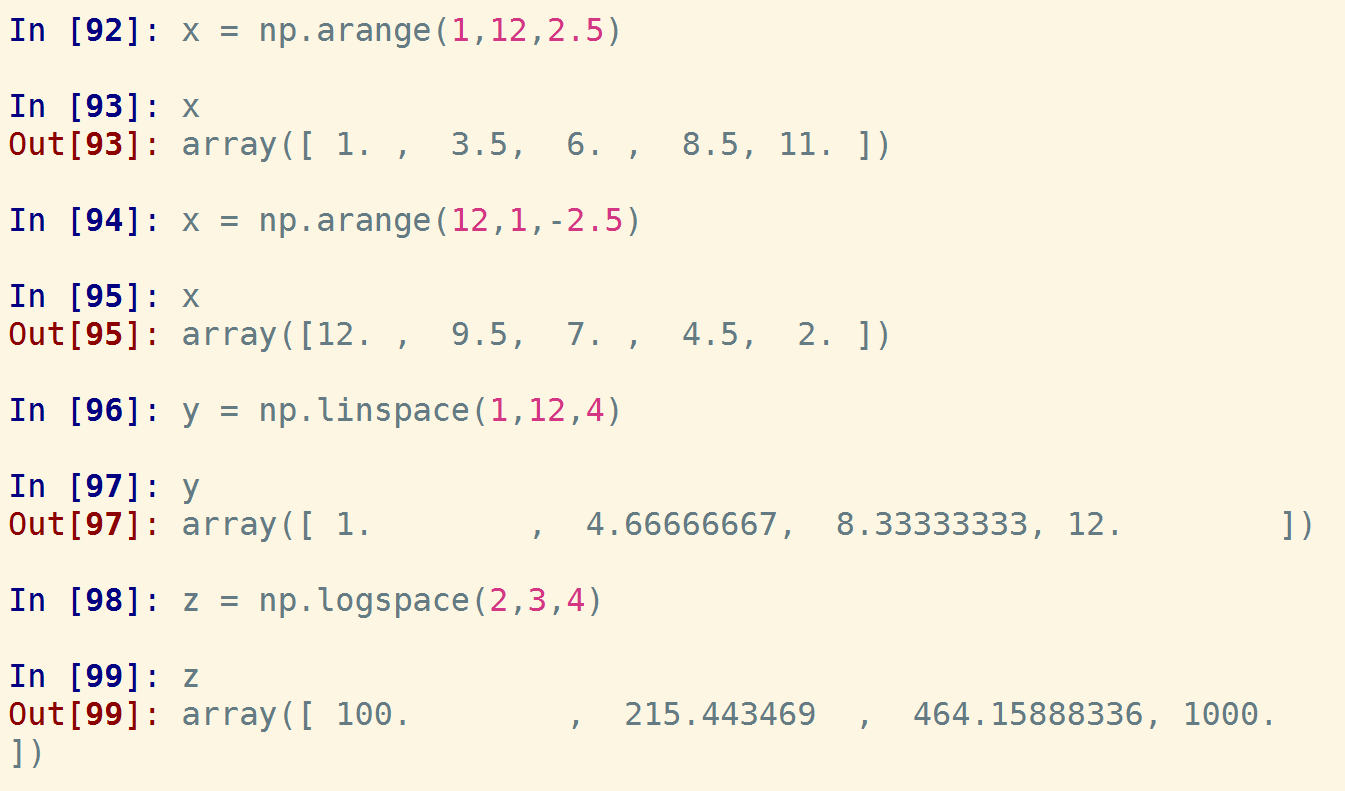 In [92]: x = np.arange(1,12,2.5)
In [93]: x
Out[93]: array([ 1. ,  3.5,  6. ,  8.5, 11. ])
In [94]: x = np.arange(12,1,-2.5)
In [95]: x
Out[95]: array([12. ,  9.5,  7. ,  4.5,  2. ])
In [96]: y = np.linspace(1,12,4)
In [97]: y
Out[97]: array([ 1.        ,  4.66666667,  8.33333333, 12.        ])
In [98]: z = np.logspace(2,3,4)
In [99]: z
Out[99]: array([ 100.        ,  215.443469  ,  464.15888336, 1000.
])